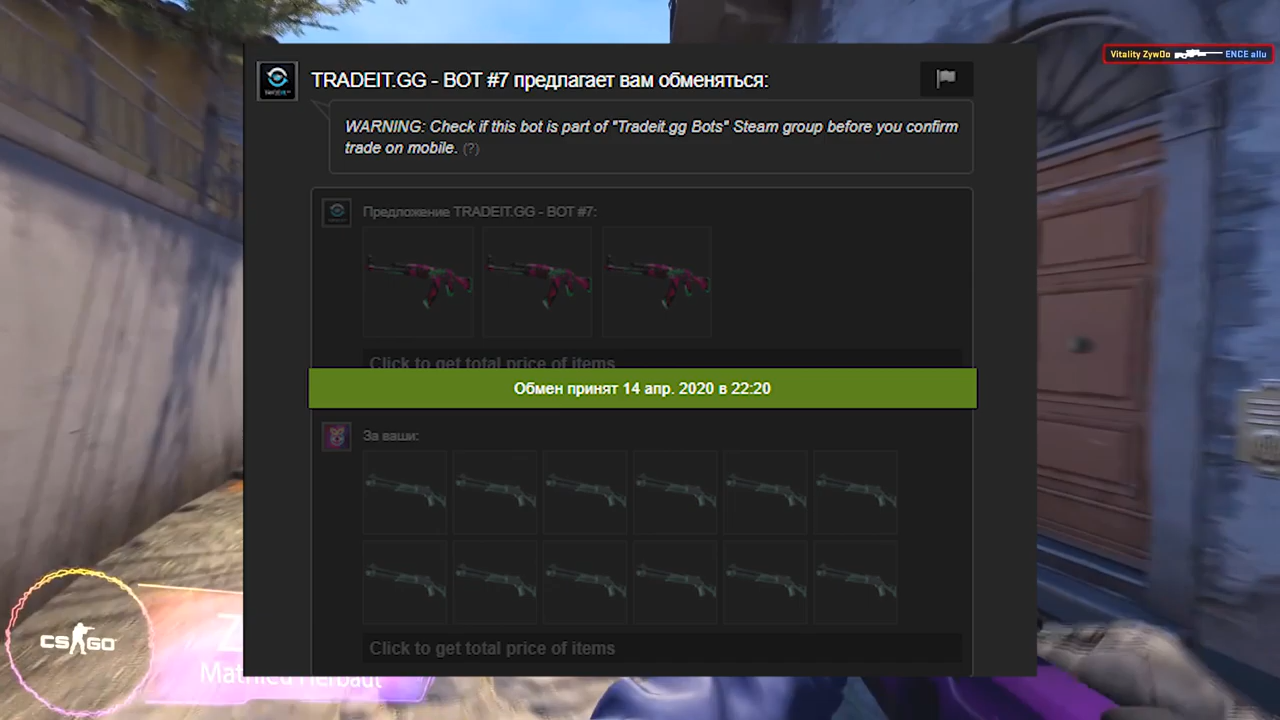 TRADEIT.GG - BOT #7 предлагает вам обменяться:
Vitality ZywOo ENCE allu
WARNING: Check if this bot is part of "Tradeit.gg Bots" Steam group before you confirm
trade on mobile. (?)
Предложение TRADEIT.GG - BOT #7:
Click to get total price of items
Обмен принят 14 апр. 2020 в 22:20
За ваши:
Click to get total price of items
CS GO
Z
Mathieu Herbaut